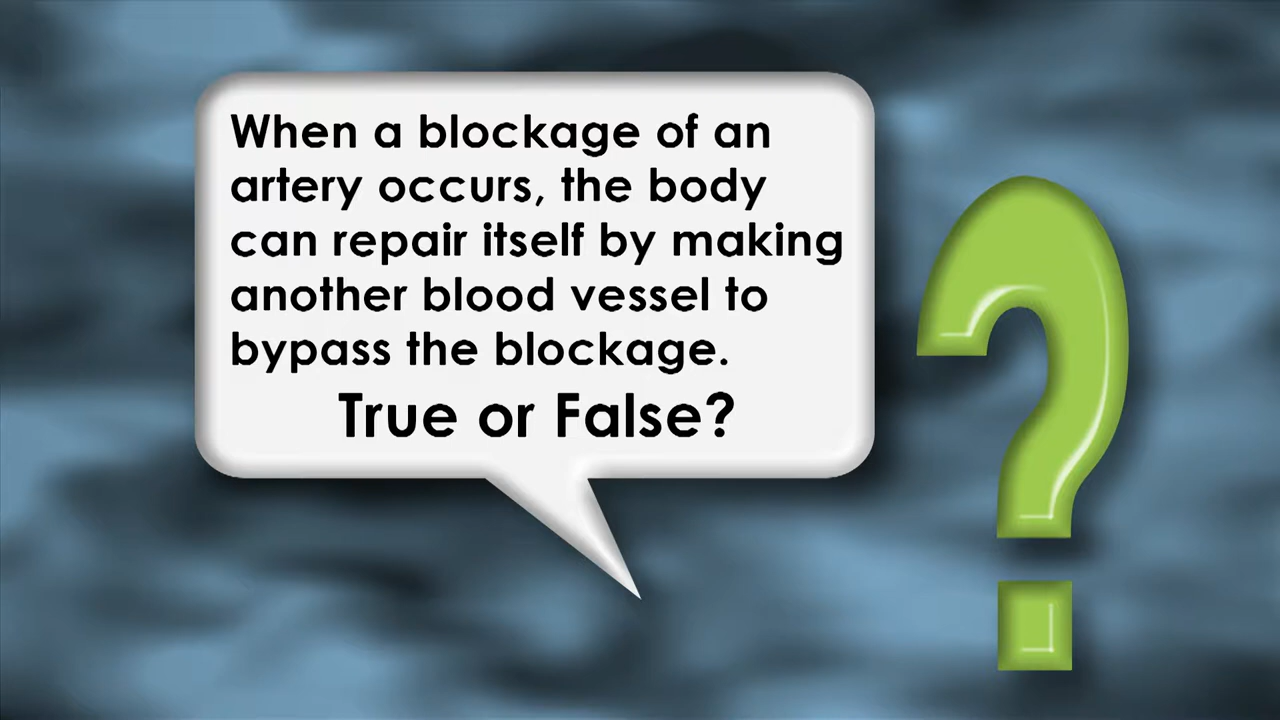 When a blockage of an
artery occurs, the body
can repair itself by making
another blood vessel to
bypass the blockage.
True or False?
?